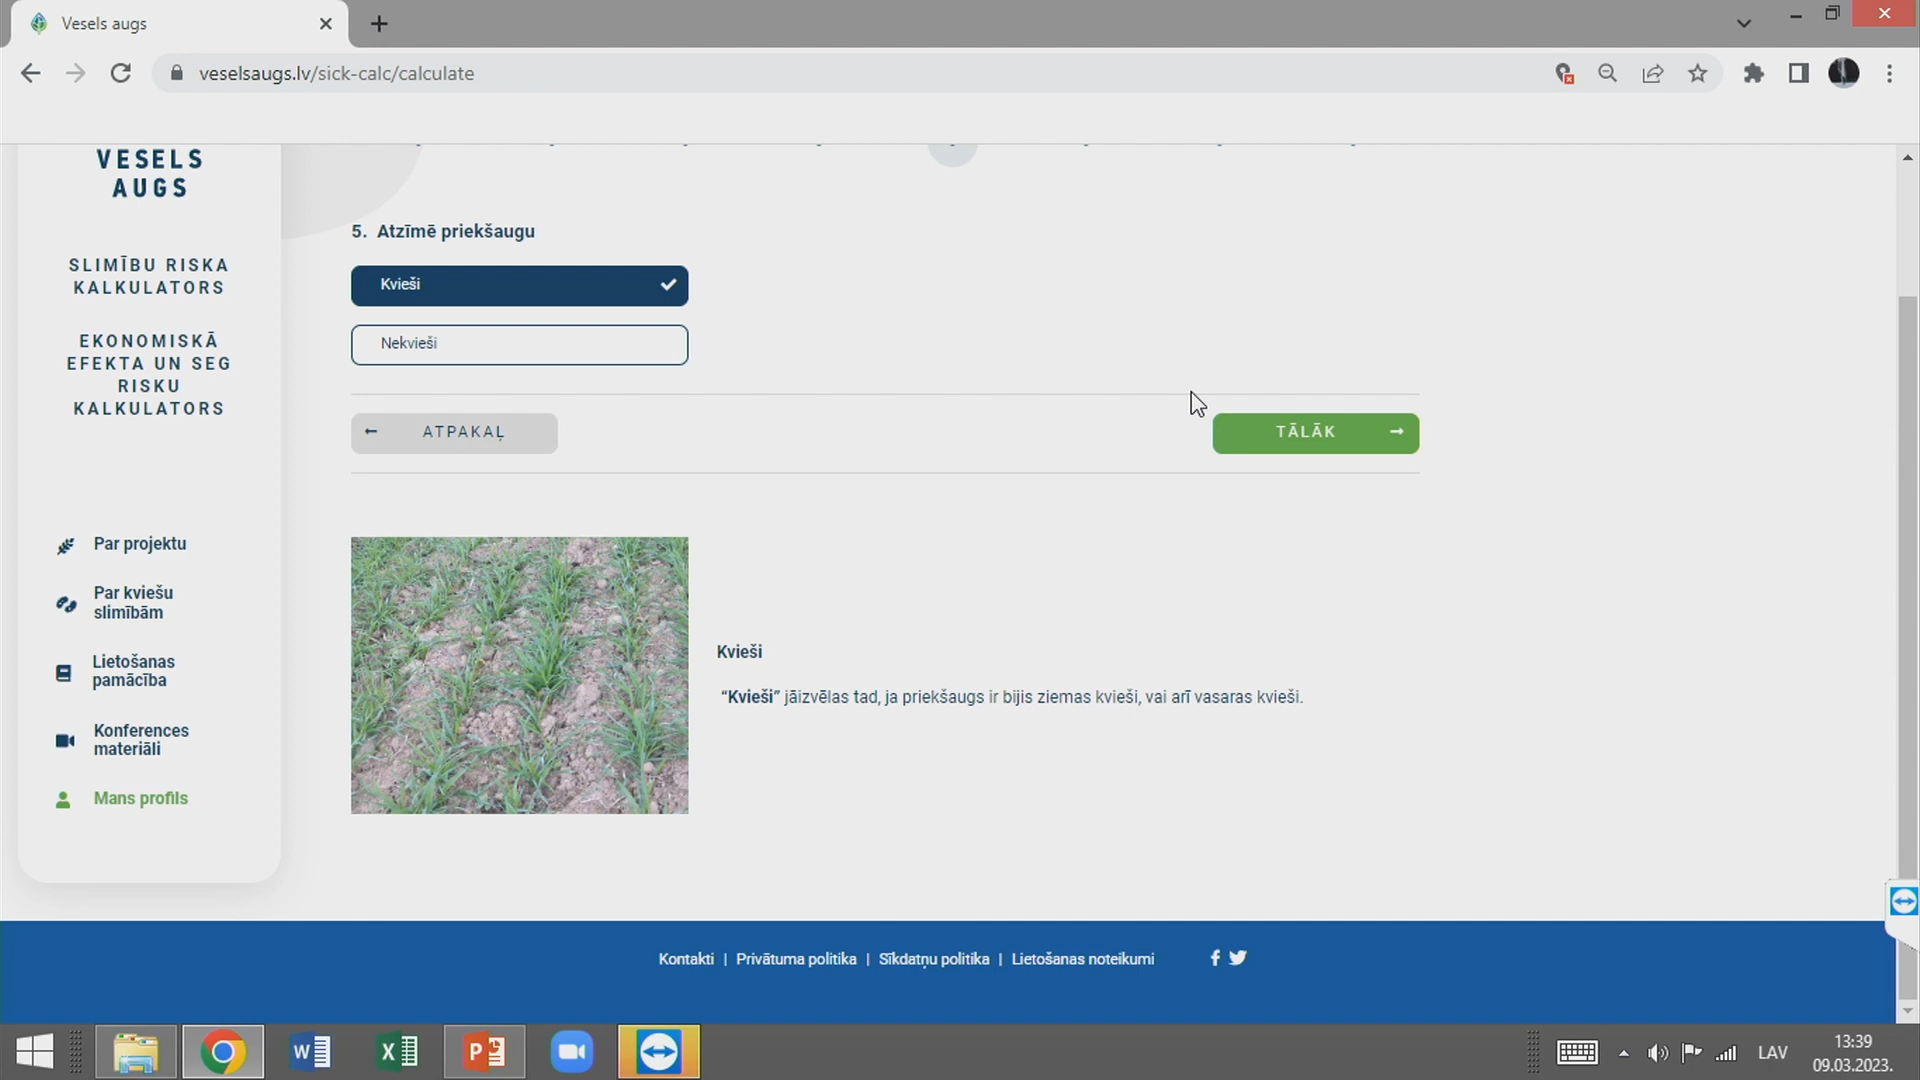 Vesels augs
veselsaugs.lv/sick-calc/calculate
VESELS
AUGS
SLIMĪBU RISKA
KALKULATORS
EKONOMISKĀ
EFEKTA UN SEG
RISKU
KALKULATORS
Par projektu
Par kviešu
slimībām
Lietošanas
pamācība
Konferences
materiāli
Mans profils
5. Atzīmē priekšaugu
Kvieši
Nekvieši
ATPAKAĻ
TĀLĀK
Kvieši
“Kvieši” jāizvēlas tad, ja priekšaugs ir bijis ziemas kvieši, vai arī vasaras kvieši.
Kontakti | Privātuma politika | Sīkdatņu politika | Lietošanas noteikumi
LAV
13:39
09.03.2023.